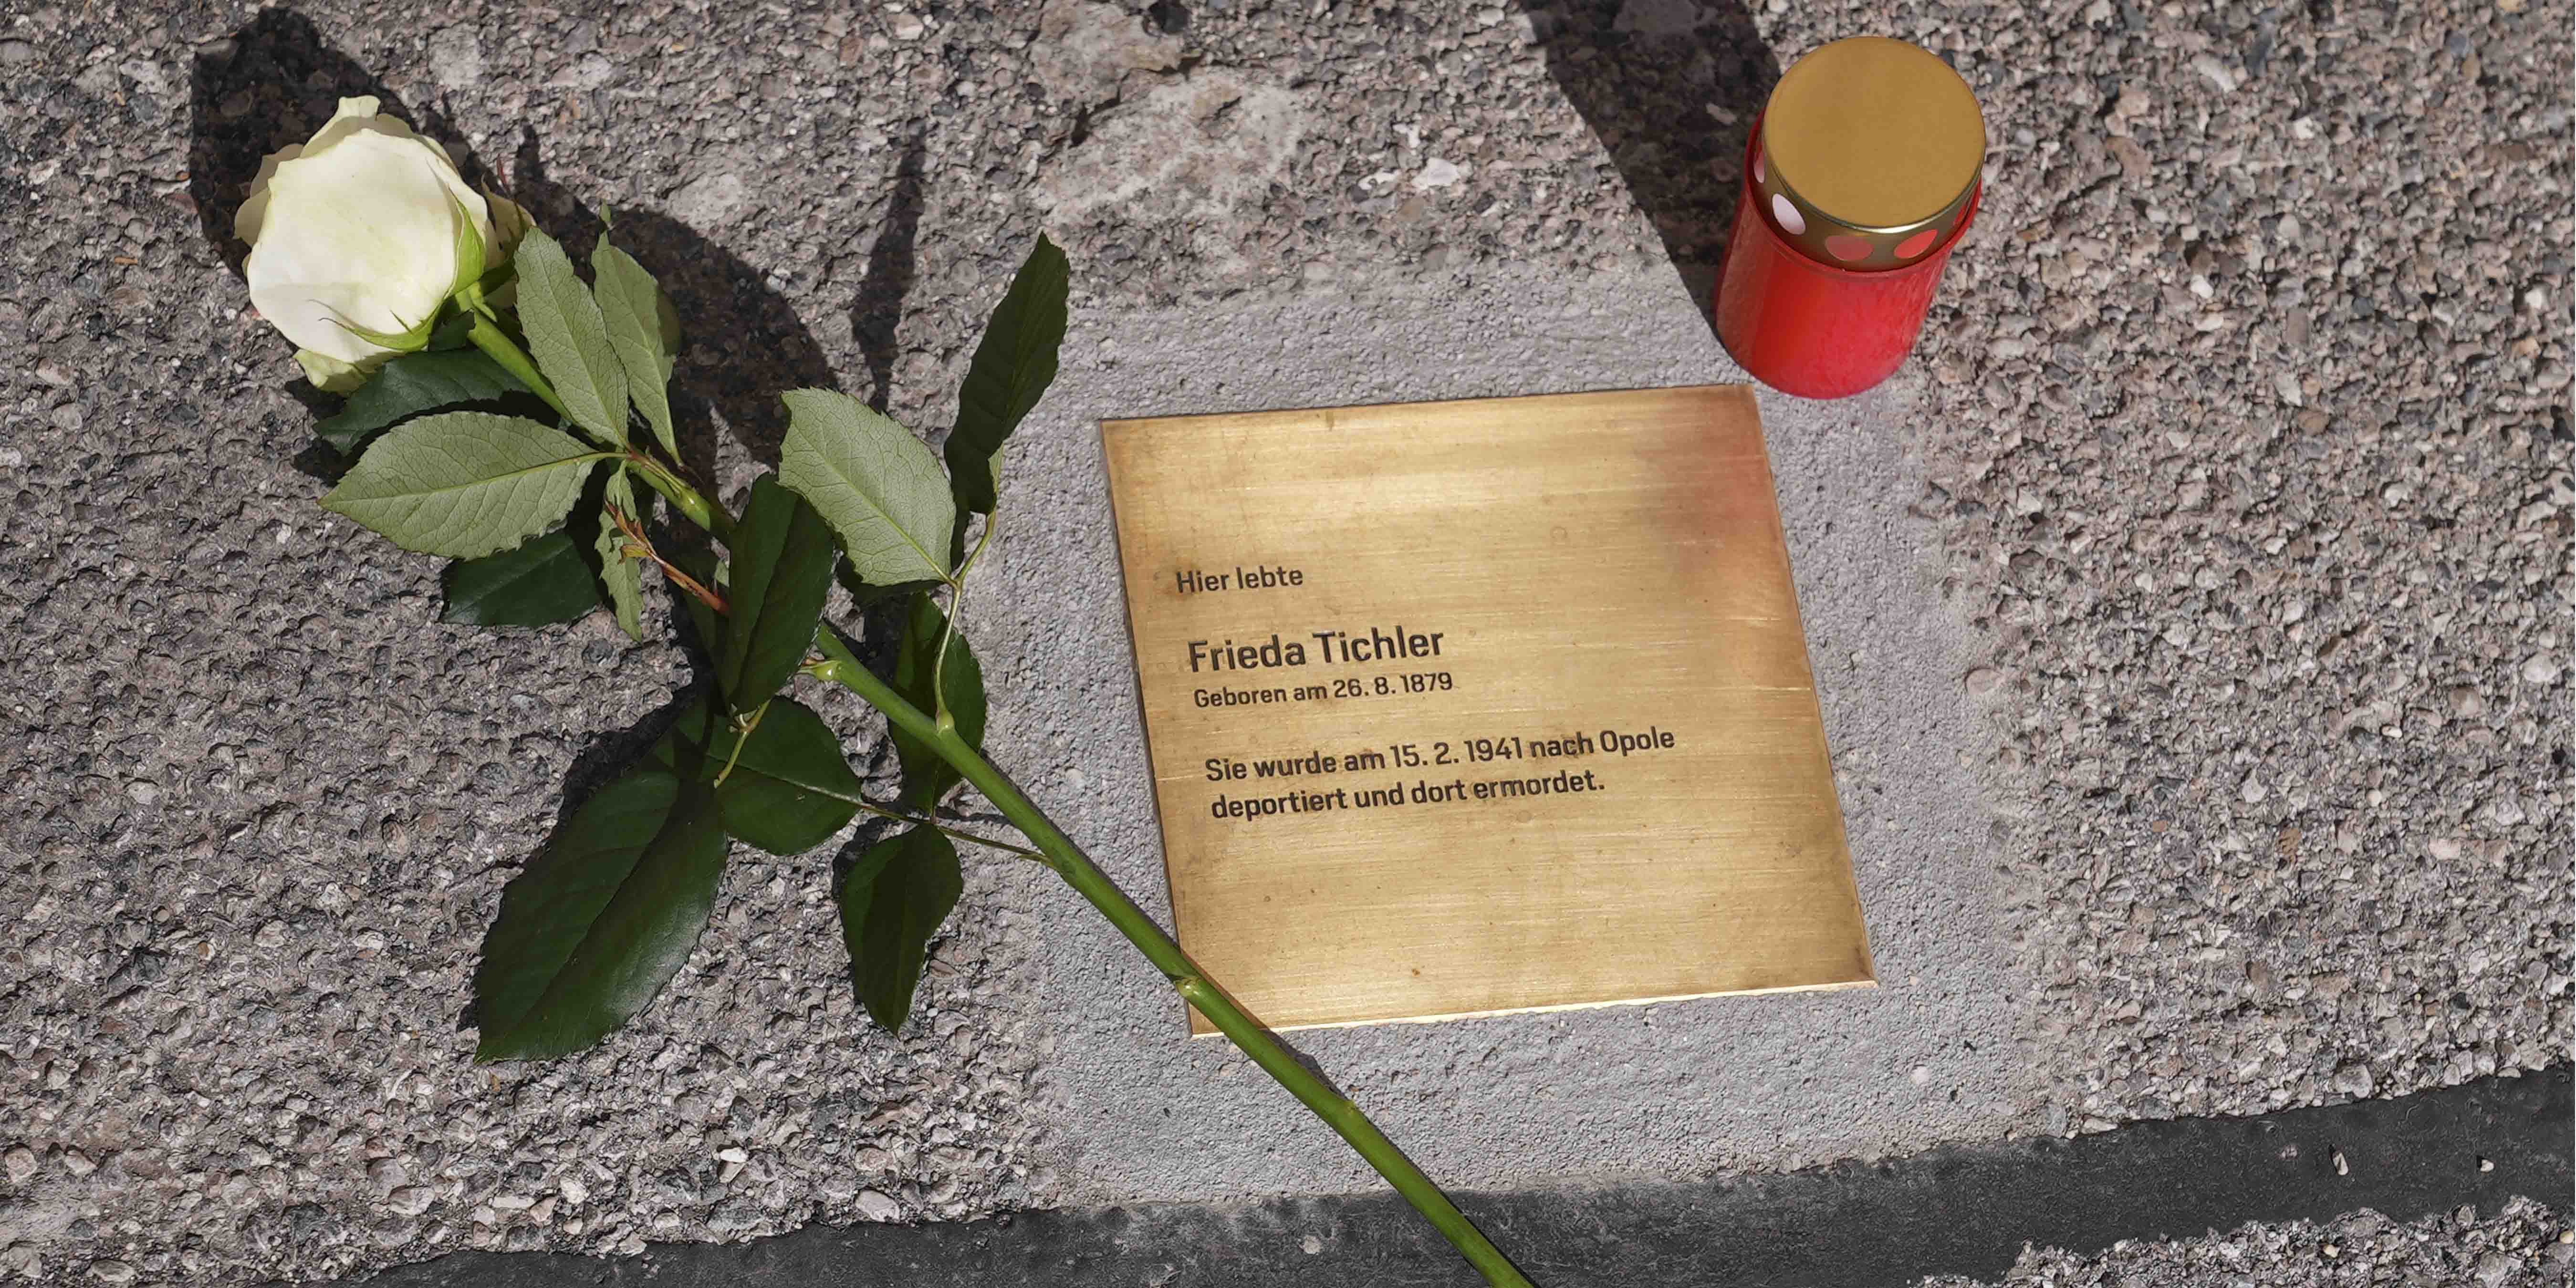 Hier lebte
Frieda Tichler
Geboren am 26. 8. 1879
Sie wurde am 15. 2. 1941 nach Opole
deportiert und dort ermordet.